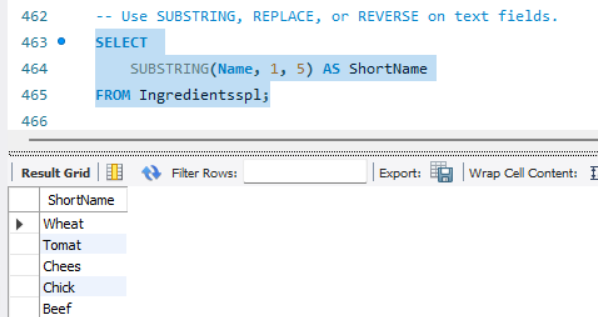 462 -- Use SUBSTRING, REPLACE, or REVERSE on text fields.
463 SELECT
464 SUBSTRING(Name, 1, 5) AS ShortName
465 FROM Ingredientsspl;
466
Result Grid Filter Rows: Export: Wrap Cell Content:
ShortName
Wheat
Tomat
Chees
Chick
Beef